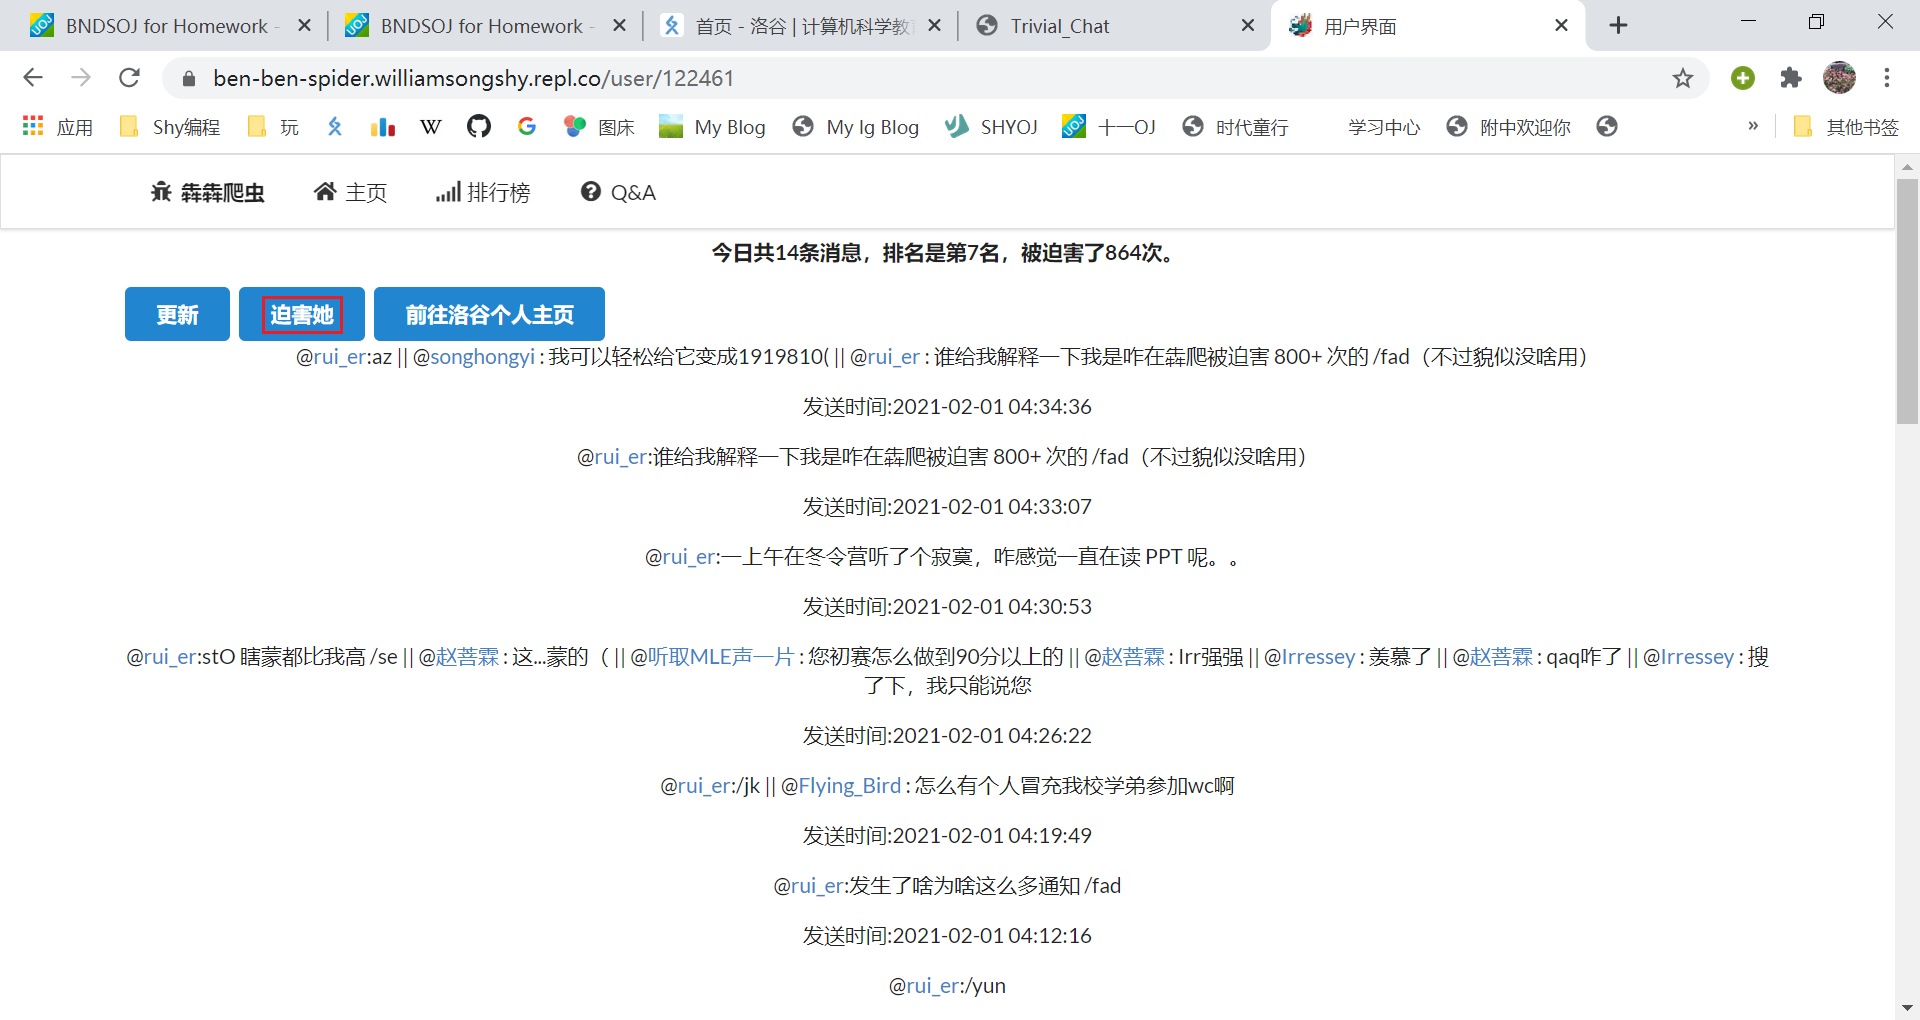 BNDSOJ for Homework -
BNDSOJ for Homework -
首页 - 洛谷 | 计算机科学教
Trivial_Chat
用户界面
ben-ben-spider.williamsongshy.repl.co/user/122461
应用
Shy编程
玩
W
G
图床
My Blog
My lg Blog
SHYOJ
十一OJ
时代童行
学习中心
附中欢迎你
»
其他书签
犇犇爬虫
主页
排行榜
Q&A
今日共14条消息，排名是第7名，被迫害了864次。
更新
迫害她
前往洛谷个人主页
@rui_er:az || @songhongyi : 我可以轻松给它变成1919810( || @rui_er : 谁给我解释一下我是咋在犇爬被迫害 800+ 次的 /fad（不过貌似没啥用）
发送时间:2021-02-01 04:34:36
@rui_er:谁给我解释一下我是咋在犇爬被迫害 800+ 次的 /fad（不过貌似没啥用）
发送时间:2021-02-01 04:33:07
@rui_er:一上午在冬令营听了个寂寞，咋感觉一直在读 PPT 呢。。
发送时间:2021-02-01 04:30:53
@rui_er:stO 瞎蒙都比我高 /se || @赵菩霖 : 这...蒙的（ || @听取MLE声一片 : 您初赛怎么做到90分以上的 || @赵菩霖 : Irr强强 || @Irressey : 羡慕了 || @赵菩霖 : qaq咋了 || @Irressey : 搜
了下，我只能说您
发送时间:2021-02-01 04:26:22
@rui_er:/jk || @Flying_Bird : 怎么有个人冒充我校学弟参加wc啊
发送时间:2021-02-01 04:19:49
@rui_er:发生了啥为啥这么多通知 /fad
发送时间:2021-02-01 04:12:16
@rui_er:/yun